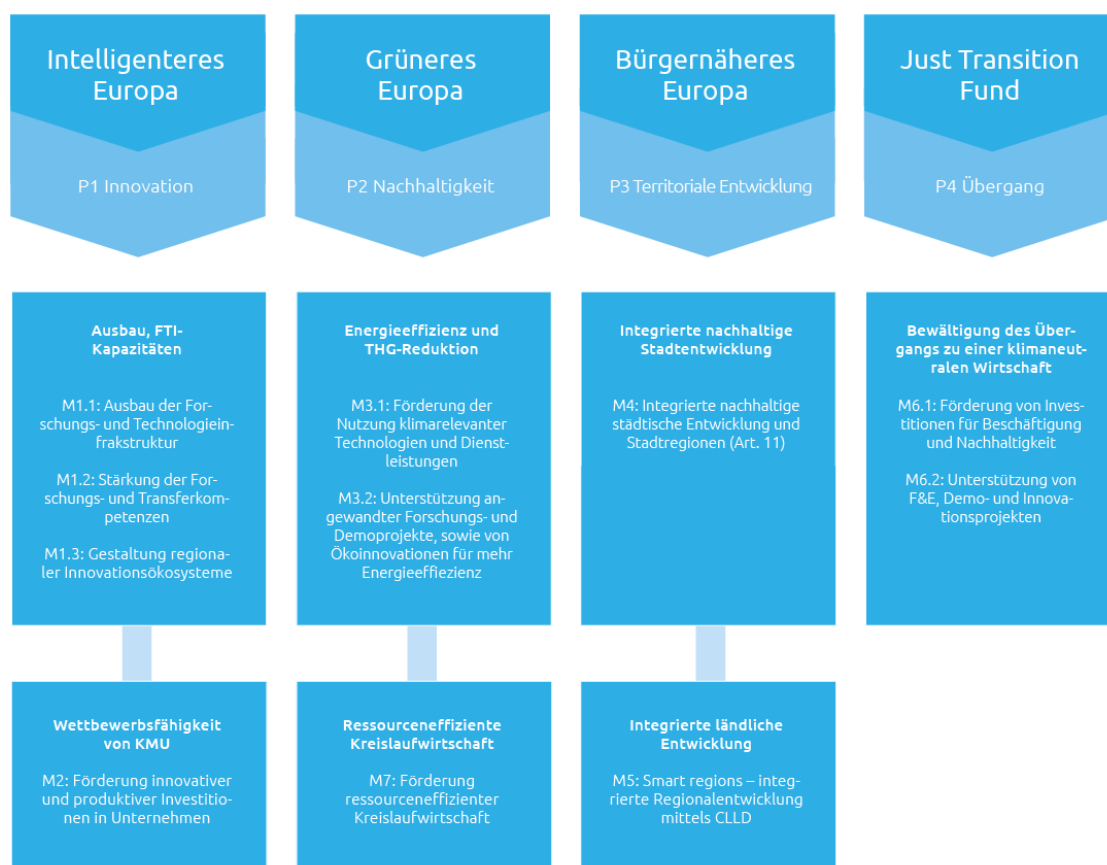 Intelligenteres
Europa
P1 Innovation
Grüneres
Europa
P2 Nachhaltigkeit
Bürgernäheres
Europa
P3 Territoriale Entwicklung
Just Transition
Fund
P4 Übergang
Ausbau, FTI-
Kapazitäten
M1.1: Ausbau der For-
schungs- und Technologiein-
frakstruktur
M1.2: Stärkung der For-
schungs- und Transferkom-
petenzen
M1.3: Gestaltung regiona-
ler Innovationsökosysteme
Energieeffizienz und
THG-Reduktion
M3.1: Förderung der
Nutzung klimarelevanter
Technologien und Dienst-
leistungen
M3.2: Unterstützung an-
gewandter Forschungs- und
Demoprojekte, sowie von
Ökoinnovationen für mehr
Energieeffiezienz
Integrierte nachhaltige
Stadtentwicklung
M4: Integrierte nachhaltige
städtische Entwicklung und
Stadtregionen (Art. 11)
Bewältigung des Über-
gangs zu einer klimaneut-
ralen Wirtschaft
M6.1: Förderung von Inves-
titionen für Beschäftigung
und Nachhaltigkeit
M6.2: Unterstützung von
F&E, Demo- und Innova-
tionsprojekten
Wettbewerbsfähigkeit
von KMU
M2: Förderung innovativer
und produktiver Investitio-
nen in Unternehmen
Ressourceneffiziente
Kreislaufwirtschaft
M7: Förderung
ressourceneffizienter
Kreislaufwirtschaft
Integrierte ländliche
Entwicklung
M5: Smart regions – integ-
rierte Regionalentwicklung
mittels CLLD